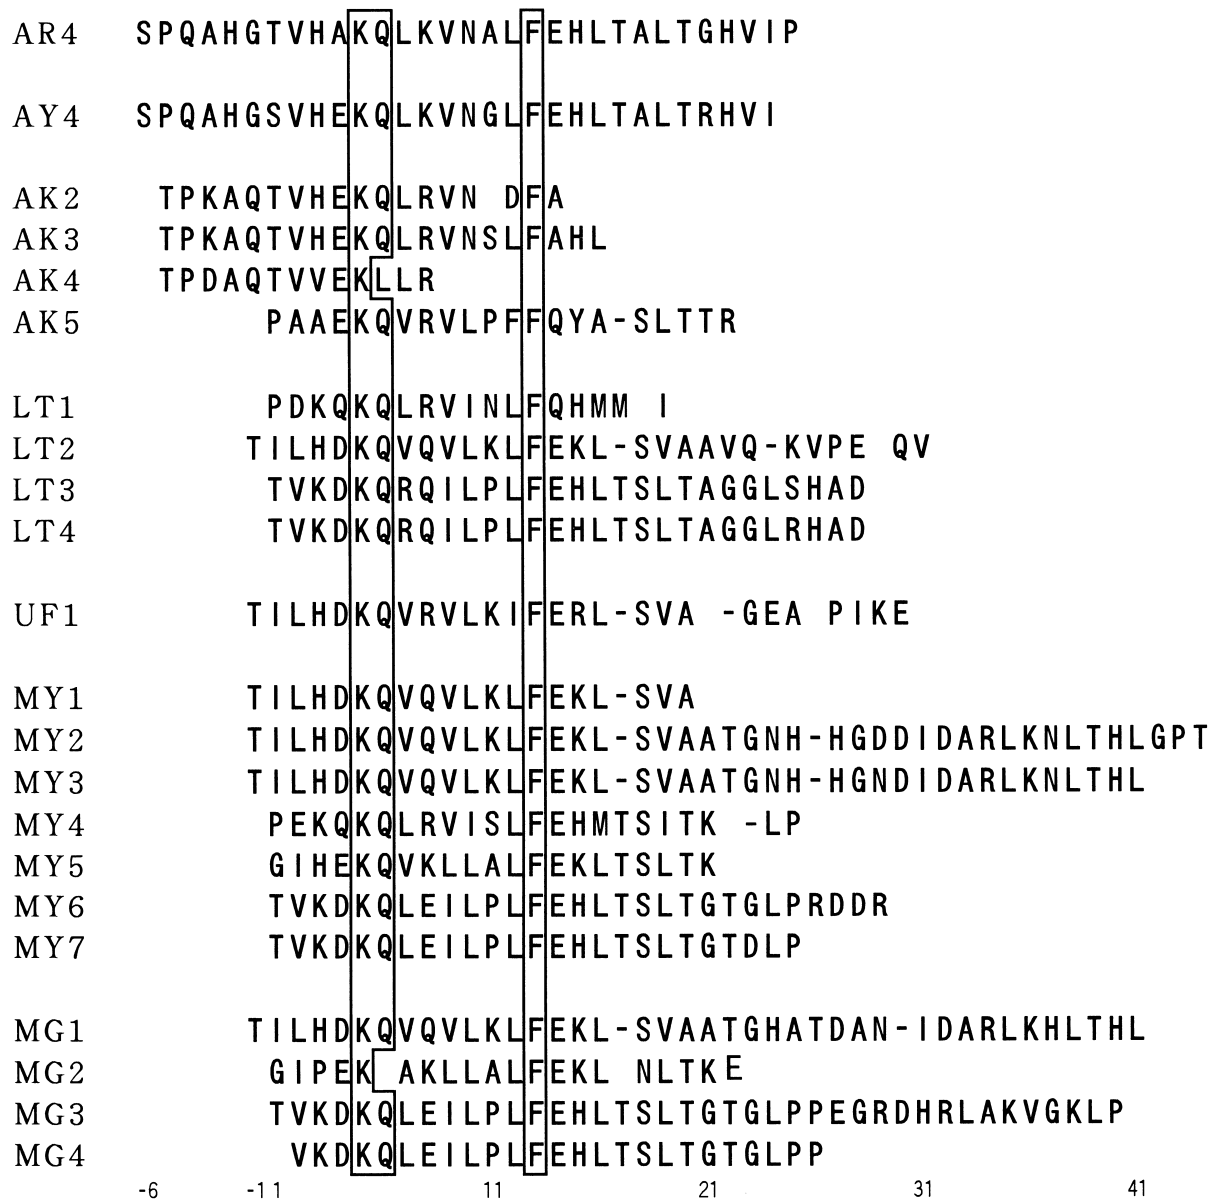 AR4 SPQAHGTVHAKQLKVNALFEHLTALTGHVIP
AY4 SPQAHGSVHEKQLKVNGLFEHLTALTRHVI
AK2 TPKAQTVHEKQLRVN DFA
AK3 TPKAQTVHEKQLRVNSLFAHL
AK4 TPDAQTVVEKLLR
AK5 PAAEKQVRVLPFFQYA-SLTTR
LT1 PDKQKQLRVINLFQHMM I
LT2 TILHDKQVQVLKLFEKL-SVAAVQ-KVPE QV
LT3 TVKDKQRQILPLFEHLTSLTAGGLSHAD
LT4 TVKDKQRQILPLFEHLTSLTAGGLRHAD
UF1 TILHDKQVRVLKIFERL-SVA -GEA PIKE
MY1 TILHDKQVQVLKLFEKL-SVA
MY2 TILHDKQVQVLKLFEKL-SVAATGNH-HGDDIDARLKNLTHLGPT
MY3 TILHDKQVQVLKLFEKL-SVAATGNH-HGNDIDARLKNLTHL
MY4 PEKQKQLRVISLFEHMTSITK -LP
MY5 GIHEKQVKLLALFEKLTSLTK
MY6 TVKDKQLEILPLFEHLTSLTGTGLPRDDR
MY7 TVKDKQLEILPLFEHLTSLTGTDLP
MG1 TILHDKQVQVLKLFEKL-SVAATGHATDAN-IDARLKHLTHL
MG2 GIPEK AKLLALFEKL NLTKE
MG3 TVKDKQLEILPLFEHLTSLTGTGLPPEGRDHRLAKVGKLP
MG4 VKDKQLEILPLFEHLTSLTGTGLPP
-6 -1 1 11 21 31 41